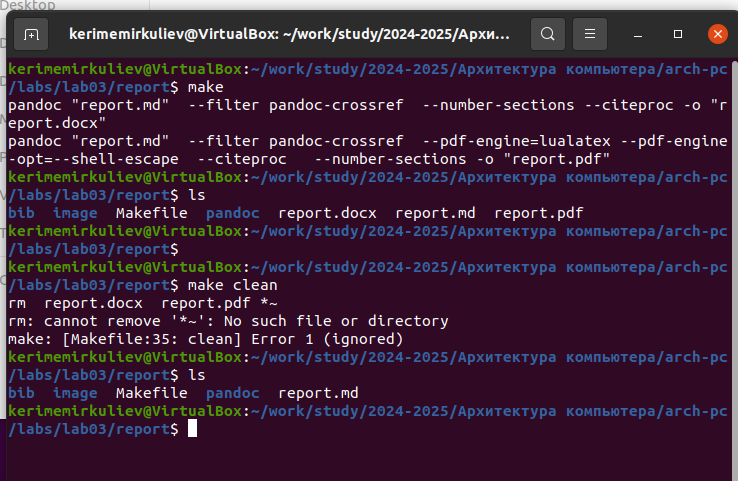 Desktop
kerimemirkuliev@VirtualBox: ~/work/study/2024-2025/Архи...
kerimemirkuliev@VirtualBox:~/work/study/2024-2025/Архитектура компьютера/arch-pc
/labs/lab03/report$ make
pandoc "report.md"  --filter pandoc-crossref  --number-sections --citeproc -o "r
eport.docx"
pandoc "report.md"  --filter pandoc-crossref  --pdf-engine=lualatex --pdf-engine
-opt=--shell-escape  --citeproc   --number-sections -o "report.pdf"
kerimemirkuliev@VirtualBox:~/work/study/2024-2025/Архитектура компьютера/arch-pc
/labs/lab03/report$ ls
bib  image  Makefile  pandoc  report.docx  report.md  report.pdf
kerimemirkuliev@VirtualBox:~/work/study/2024-2025/Архитектура компьютера/arch-pc
/labs/lab03/report$
kerimemirkuliev@VirtualBox:~/work/study/2024-2025/Архитектура компьютера/arch-pc
/labs/lab03/report$ make clean
rm  report.docx  report.pdf *~
rm: cannot remove '*~': No such file or directory
make: [Makefile:35: clean] Error 1 (ignored)
kerimemirkuliev@VirtualBox:~/work/study/2024-2025/Архитектура компьютера/arch-pc
/labs/lab03/report$ ls
bib  image  Makefile  pandoc  report.md
kerimemirkuliev@VirtualBox:~/work/study/2024-2025/Архитектура компьютера/arch-pc
/labs/lab03/report$